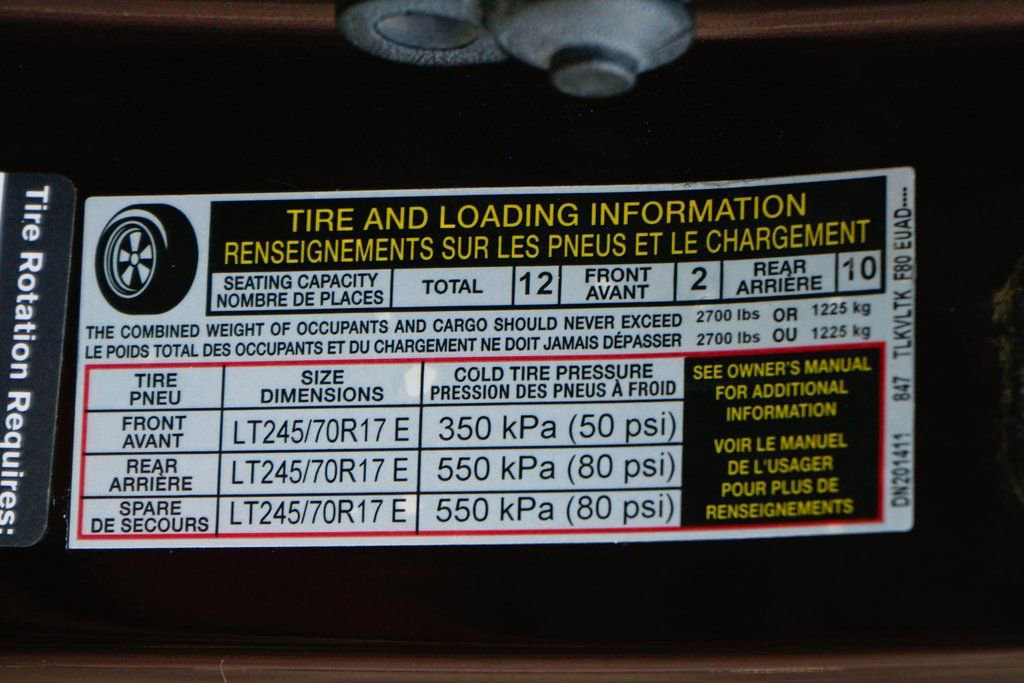 Tire Rotation Requires:
TIRE AND LOADING INFORMATION
RENSEIGNEMENTS SUR LES PNEUS ET LE CHARGEMENT
SEATING CAPACITY
NOMBRE DE PLACES
TOTAL
12
FRONT
AVANT
2
REAR
ARRIÈRE
10
THE COMBINED WEIGHT OF OCCUPANTS AND CARGO SHOULD NEVER EXCEED 2700 lbs OR 1225 kg
LE POIDS TOTAL DES OCCUPANTS ET DU CHARGEMENT NE DOIT JAMAIS DÉPASSER 2700 lbs OU 1225 kg
TIRE
PNEU
SIZE
DIMENSIONS
COLD TIRE PRESSURE
PRESSION DES PNEUS À FROID
FRONT
AVANT
LT245/70R17 E
350 kPa (50 psi)
REAR
ARRIÈRE
LT245/70R17 E
550 kPa (80 psi)
SPARE
DE SECOURS
LT245/70R17 E
550 kPa (80 psi)
SEE OWNER'S MANUAL
FOR ADDITIONAL
INFORMATION
VOIR LE MANUEL
DE L'USAGER
POUR PLUS DE
RENSEIGNEMENTS
DN201411 847 TLKVLTK F80 EUAD----